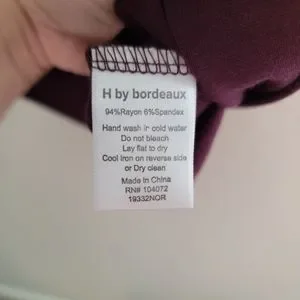 H by bordeaux
94%Rayon 6%Spandex
Hand wash in cold water
Do not bleach
Lay flat to dry
Cool iron on reverse side
or Dry clean
Made in China
RN# 104072
19332NOR